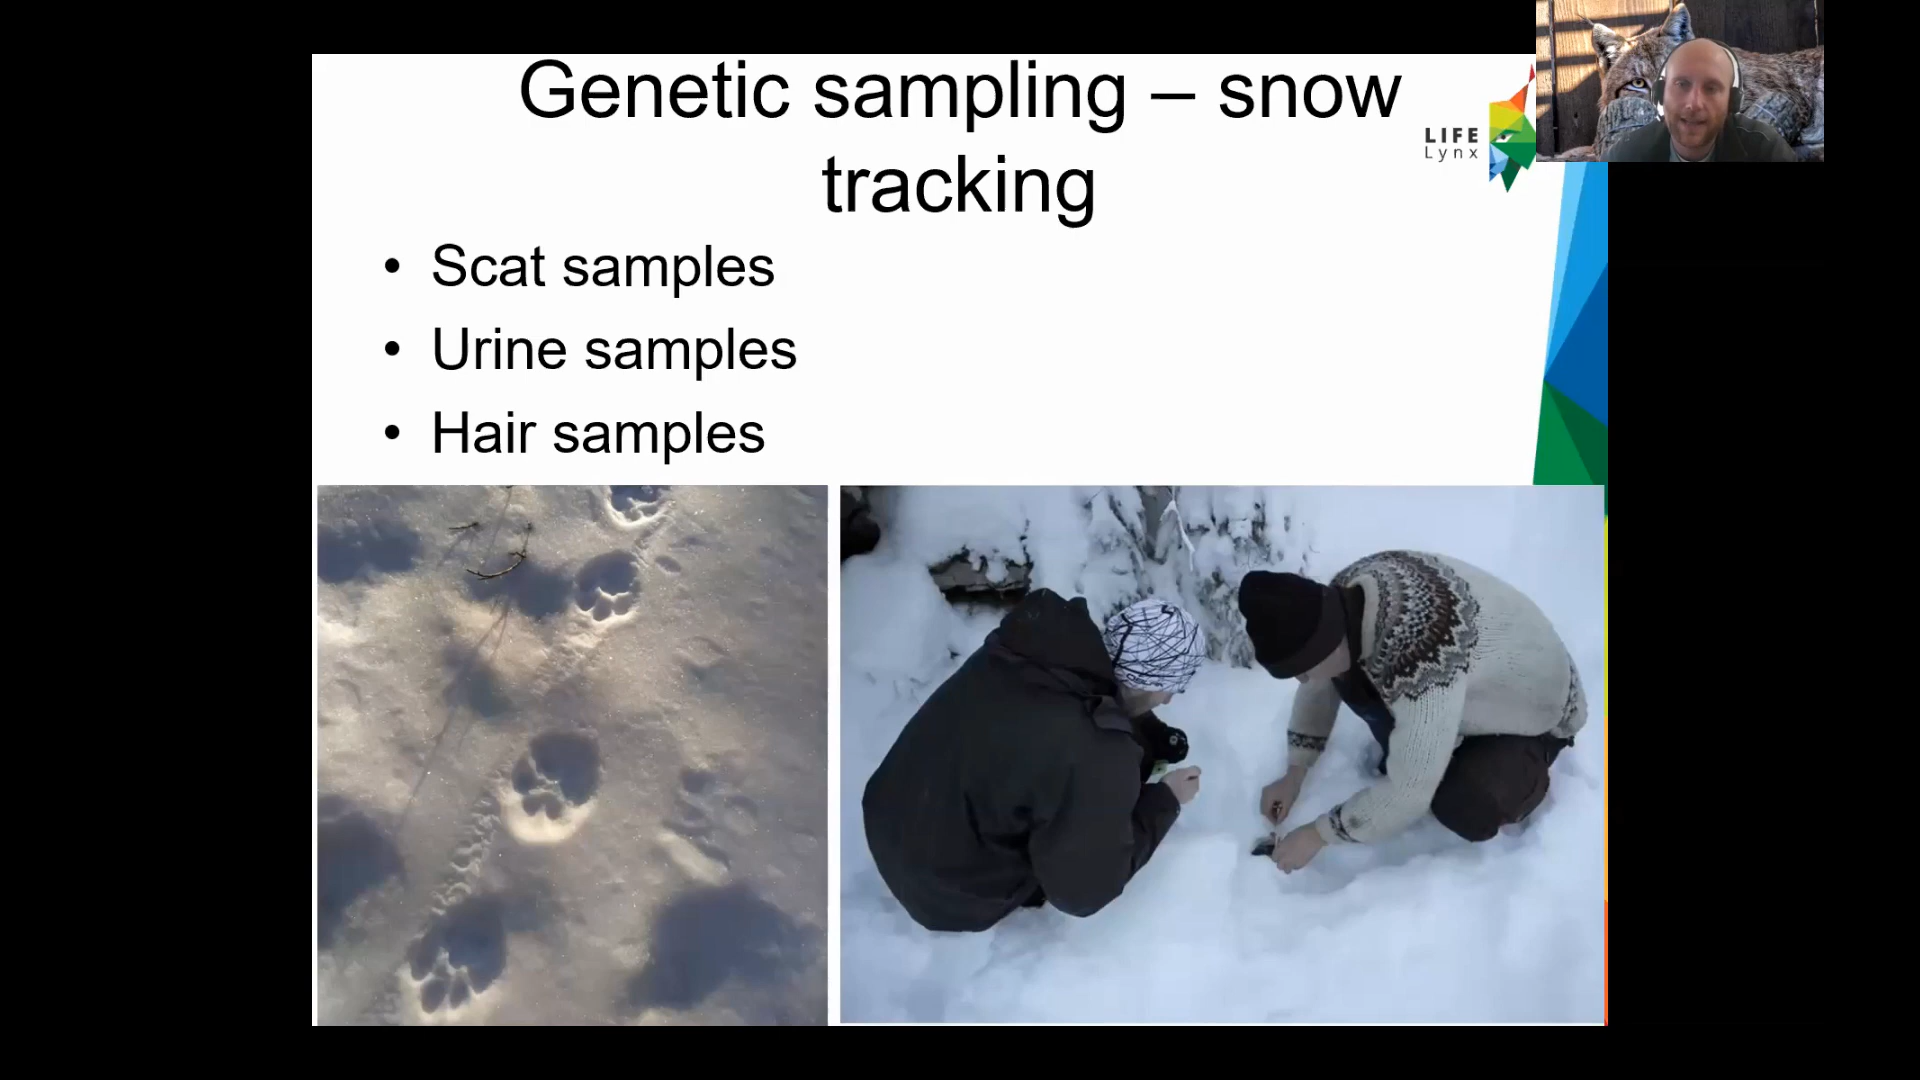 Genetic sampling – snow
tracking
LIFE
Lynx
• Scat samples
• Urine samples
• Hair samples